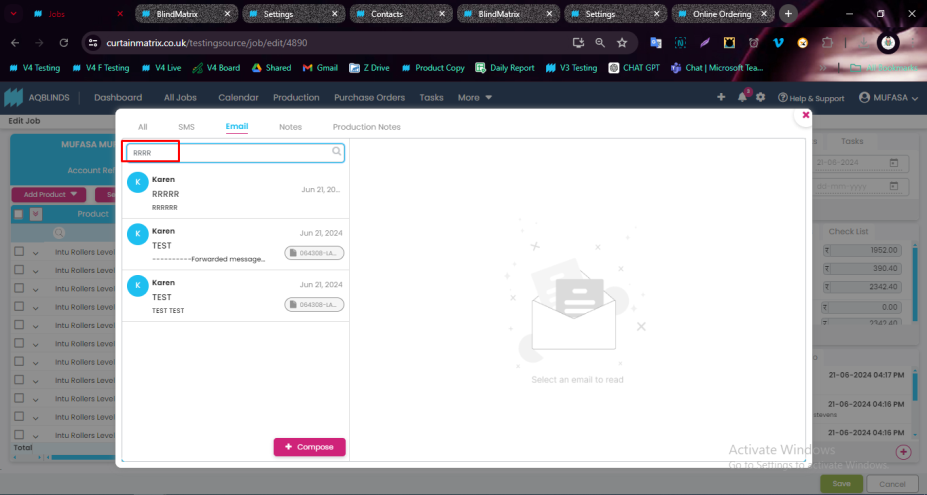 Jobs
BlindMatrix
Settings
Contacts
BlindMatrix
Settings
Online Ordering
curtainmatrix.co.uk/testingsource/job/edit/4890
V4 Testing
V4 F Testing
V4 Live
V4 Board
Shared
Gmail
Z Drive
Product Copy
Daily Report
V3 Testing
CHAT GPT
Chat | Microsoft Tea...
All Bookmarks
AQBLINDS
Dashboard
All Jobs
Calendar
Production
Purchase Orders
Tasks
More
3
Help & Support
MUFASA
Edit Job
MUFASA MU
Account Re
Add Product
Se
Product
Intu Rollers Level
Intu Rollers Level
Intu Rollers Level
Intu Rollers Level
Intu Rollers Level
Intu Rollers Level
Intu Rollers Level
Intu Rollers Level
Intu Rollers Level
Intu Rollers Level
Intu Rollers Level
Total
All
SMS
Email
Notes
Production Notes
RRRR
K
Karen
RRRRR
Jun 21, 20...
RRRRRR
K
Karen
Jun 21, 2024
TEST
----------Forwarded message...
064308-LA...
K
Karen
Jun 21, 2024
TEST
TEST TEST
064308-LA...
+ Compose
Select an email to read
s
Tasks
21-06-2024
dd-mm-yyyy
Check List
₹ 1952.00
₹ 390.40
₹ 2342.40
₹ 0.00
₹ 2342.40
21-06-2024 04:17 PM
21-06-2024 04:16 PM
stevens
21-06-2024 04:16 PM
Activate Windows
Go to Settings to activate Windows.
Save
Cancel